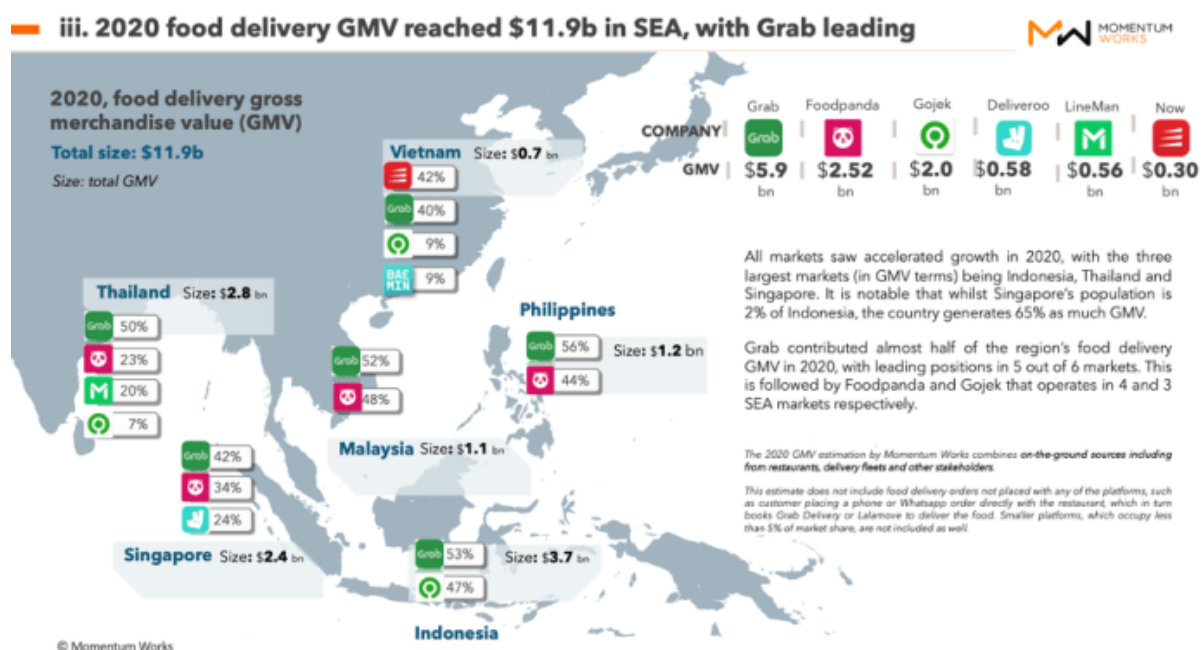 iii. 2020 food delivery GMV reached $11.9b in SEA, with Grab leading
MOMENTUM
WORKS
2020, food delivery gross
merchandise value (GMV)
Total size: $11.9b
Size: total GMV
COMPANY
Grab
Foodpanda
Gojek
Deliveroo
LineMan
Now
Grab
GMV
$5.9
bn
$2.52
bn
$2.0
bn
$0.58
bn
$0.56
bn
$0.30
bn
Vietnam Size: $0.7 bn
42%
Grab 40%
9%
BAE
MIN
9%
Thailand Size: $2.8 bn
Grab 50%
23%
M 20%
7%
Philippines
Grab 56%
Size: $1.2 bn
44%
Grab 52%
48%
Malaysia Size: $1.1 bn
Grab 42%
34%
24%
Singapore Size: $2.4 bn
Grab 53%
Size: $3.7 bn
47%
Indonesia
All markets saw accelerated growth in 2020, with the three
largest markets (in GMV terms) being Indonesia, Thailand and
Singapore. It is notable that whilst Singapore's population is
2% of Indonesia, the country generates 65% as much GMV.
Grab contributed almost half of the region's food delivery
GMV in 2020, with leading positions in 5 out of 6 markets. This
is followed by Foodpanda and Gojek that operates in 4 and 3
SEA markets respectively.
The 2020 GMV estimation by Momentum Works combines on-the-ground sources including
from restaurants, delivery fleets and other stakeholders.
This estimate does not include food delivery orders not placed with any of the platforms, such
as customer placing a phone or Whatsapp order directly with the restaurant, which in turn
books Grab Delivery or Lalamove to deliver the food. Smaller platforms, which occupy less
than 5% of market share, are not included as well.
© Momentum Works